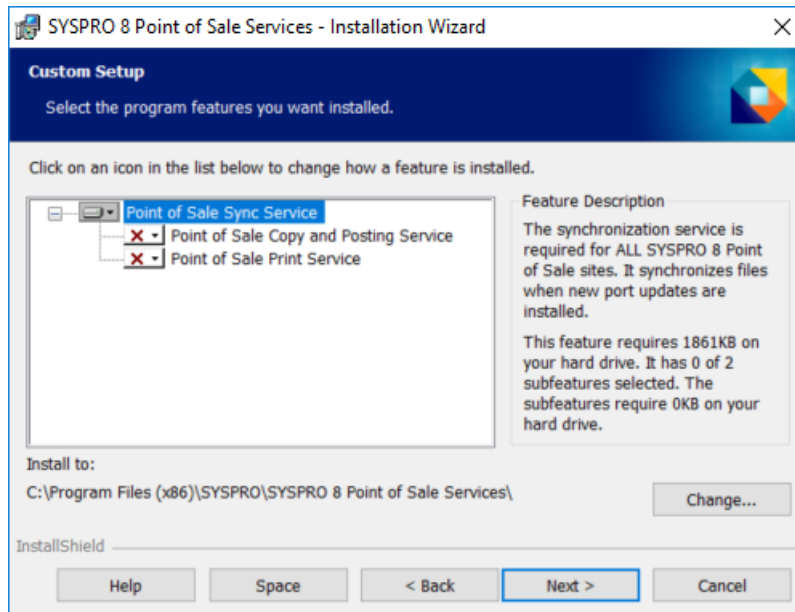 SYSPRO 8 Point of Sale Services - Installation Wizard
Custom Setup
Select the program features you want installed.
Click on an icon in the list below to change how a feature is installed.
Point of Sale Sync Service
Point of Sale Copy and Posting Service
Point of Sale Print Service
Feature Description
The synchronization service is
required for ALL SYSPRO 8 Point
of Sale sites. It synchronizes files
when new port updates are
installed.
This feature requires 1861KB on
your hard drive. It has 0 of 2
subfeatures selected. The
subfeatures require 0KB on your
hard drive.
Install to:
C:\Program Files (x86)\SYSPRO\SYSPRO 8 Point of Sale Services\
Change...
InstallShield
Help
Space
< Back
Next >
Cancel